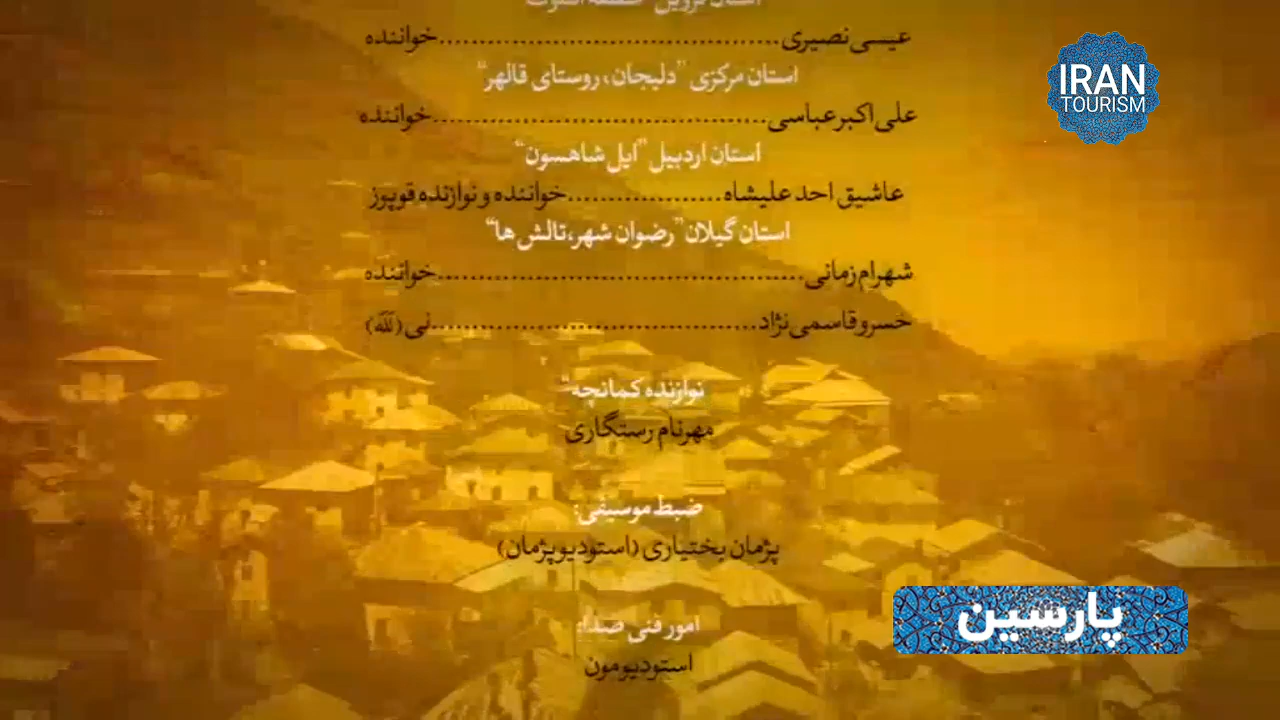 عیسی نصیری........................................خواننده
استان مرکزی "دلیجان، روستای قالهر"
علی اکبر عباسی........................................خواننده
استان اردبیل "ایل شاهسون"
عاشیق احد علیشاه...................خواننده و نوازنده قوپوز
استان گیلان "رضوان شهر، تالش ها"
شهرام زمانی............................................خواننده
خسرو قاسمی نژاد.......................................نی (لَلَه)
نوازنده کمانچه"
مهرنام رستگاری
ضبط موسیقی:
پژمان بختیاری (استودیو پژمان)
امور فنی صدا:
استودیو مون
IRAN
TOURISM
پارسین